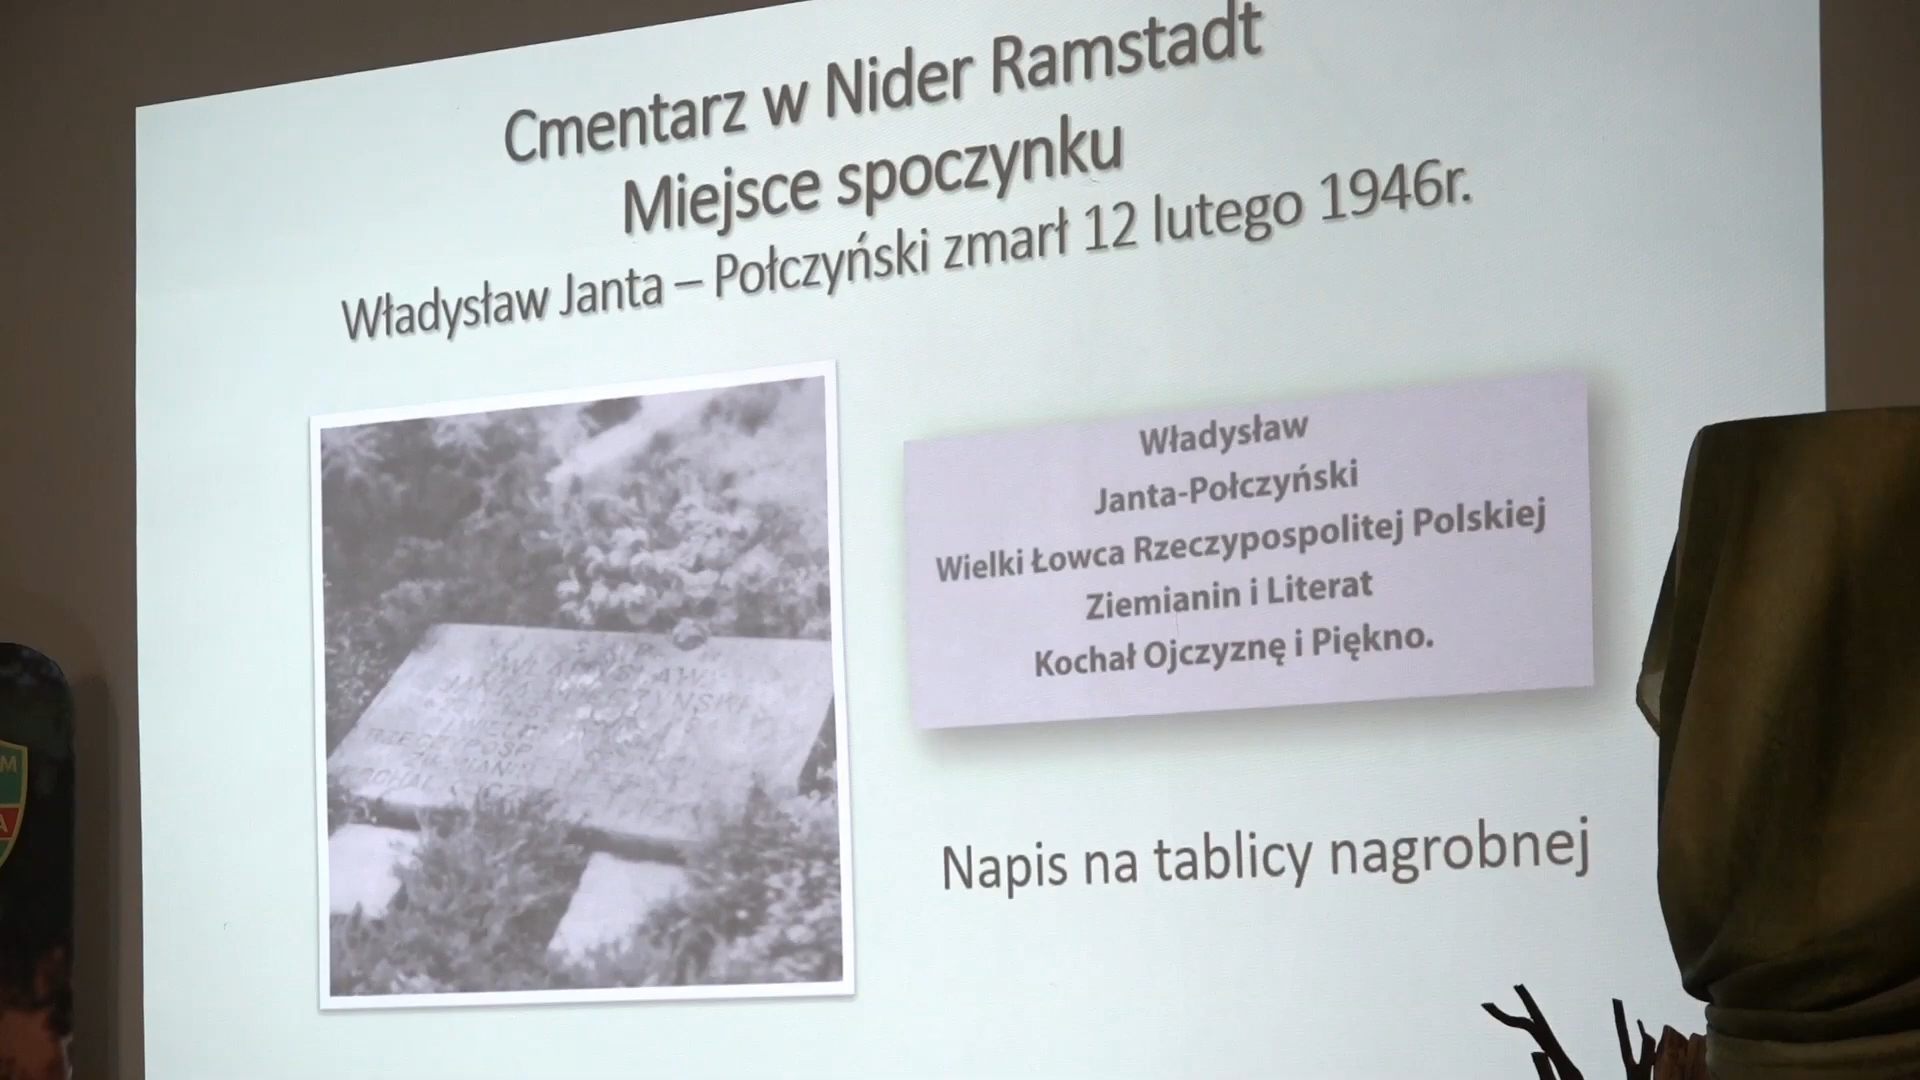 Cmentarz w Nider Ramstadt
Miejsce spoczynku
Władysław Janta – Połczyński zmarł 12 lutego 1946r.
Władysław
Janta-Połczyński
Wielki Łowca Rzeczypospolitej Polskiej
Ziemianin i Literat
Kochał Ojczyznę i Piękno.
WŁADYSŁAW
Napis na tablicy nagrobnej